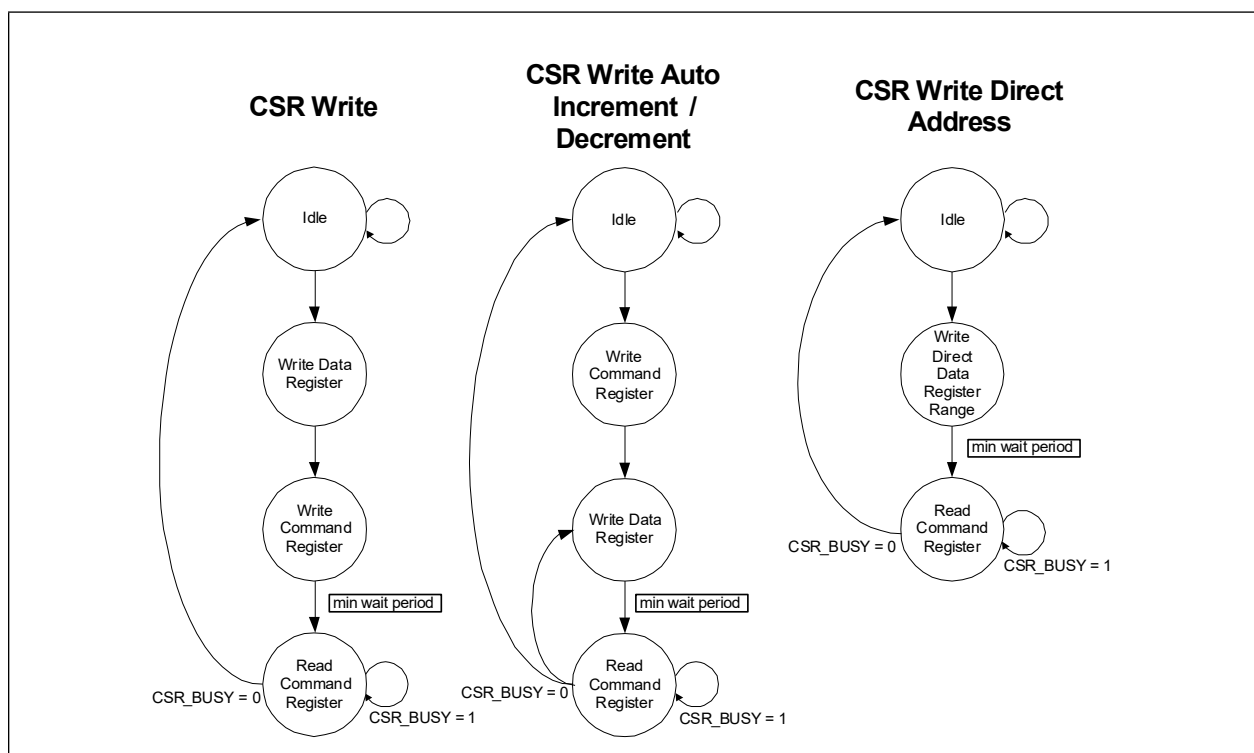 CSR Write
Idle
Write Data
Register
Write
Command
Register
min wait period
Read
Command
Register
CSR_BUSY = 0
CSR_BUSY = 1
CSR Write Auto
Increment /
Decrement
Idle
Write
Command
Register
Write Data
Register
min wait period
Read
Command
Register
CSR_BUSY = 0
CSR_BUSY = 1
CSR Write Direct
Address
Idle
Write
Direct
Data
Register
Range
min wait period
Read
Command
Register
CSR_BUSY = 0
CSR_BUSY = 1